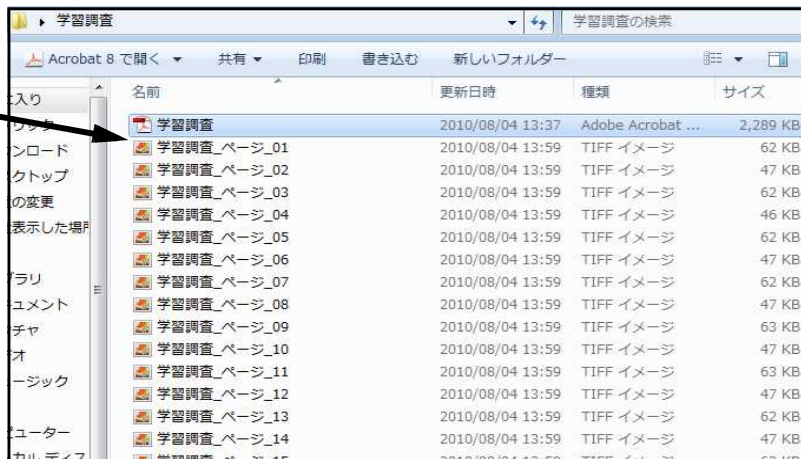 学習調査 学習調査の検索
Acrobat 8 で開く 共有 印刷 書き込む 新しいフォルダー
名前 更新日時 種類 サイズ
に入り
学習調査 2010/08/04 13:37 Adobe Acrobat ... 2,289 KB
学習調査_ページ_01 2010/08/04 13:59 TIFF イメージ 62 KB
ンロード
学習調査_ページ_02 2010/08/04 13:59 TIFF イメージ 47 KB
スクトップ
学習調査_ページ_03 2010/08/04 13:59 TIFF イメージ 62 KB
の変更
学習調査_ページ_04 2010/08/04 13:59 TIFF イメージ 46 KB
表示した場所
学習調査_ページ_05 2010/08/04 13:59 TIFF イメージ 62 KB
学習調査_ページ_06 2010/08/04 13:59 TIFF イメージ 47 KB
ブラリ
学習調査_ページ_07 2010/08/04 13:59 TIFF イメージ 62 KB
キュメント
学習調査_ページ_08 2010/08/04 13:59 TIFF イメージ 47 KB
クチャ
学習調査_ページ_09 2010/08/04 13:59 TIFF イメージ 63 KB
デオ
学習調査_ページ_10 2010/08/04 13:59 TIFF イメージ 47 KB
ージック
学習調査_ページ_11 2010/08/04 13:59 TIFF イメージ 63 KB
学習調査_ページ_12 2010/08/04 13:59 TIFF イメージ 47 KB
学習調査_ページ_13 2010/08/04 13:59 TIFF イメージ 62 KB
ピューター
学習調査_ページ_14 2010/08/04 13:59 TIFF イメージ 47 KB
カル ディス